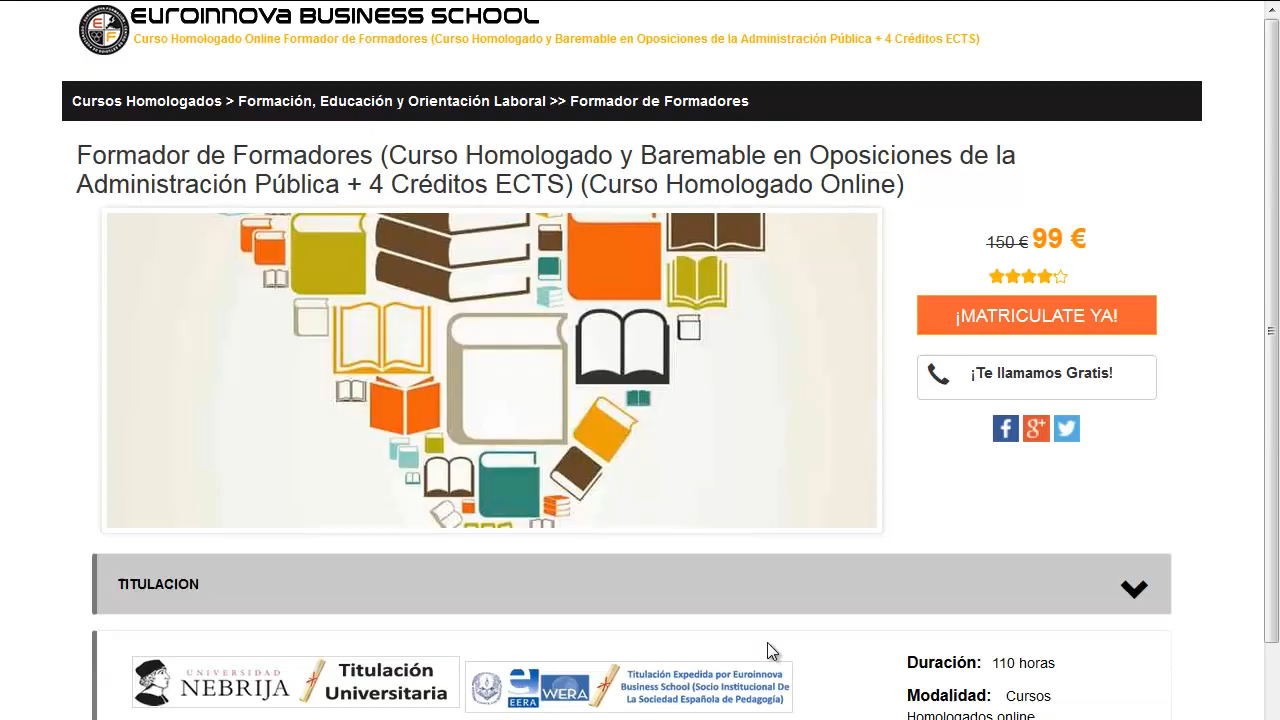 Euroinnova BUSINESS SCHOOL
Curso Homologado Online Formador de Formadores (Curso Homologado y Baremable en Oposiciones de la Administración Pública + 4 Créditos ECTS)
Cursos Homologados > Formación, Educación y Orientación Laboral >> Formador de Formadores
Formador de Formadores (Curso Homologado y Baremable en Oposiciones de la
Administración Pública + 4 Créditos ECTS) (Curso Homologado Online)
150 € 99 €
¡MATRICULATE YA!
¡Te llamamos Gratis!
TITULACION
UNIVERSIDAD
NEBRIJA
Titulación
Universitaria
EERA
WERA
Titulación Expedida por Euroinnova
Business School (Socio Institucional De
La Sociedad Española de Pedagogía)
Duración: 110 horas
Modalidad: Cursos
Homologados online